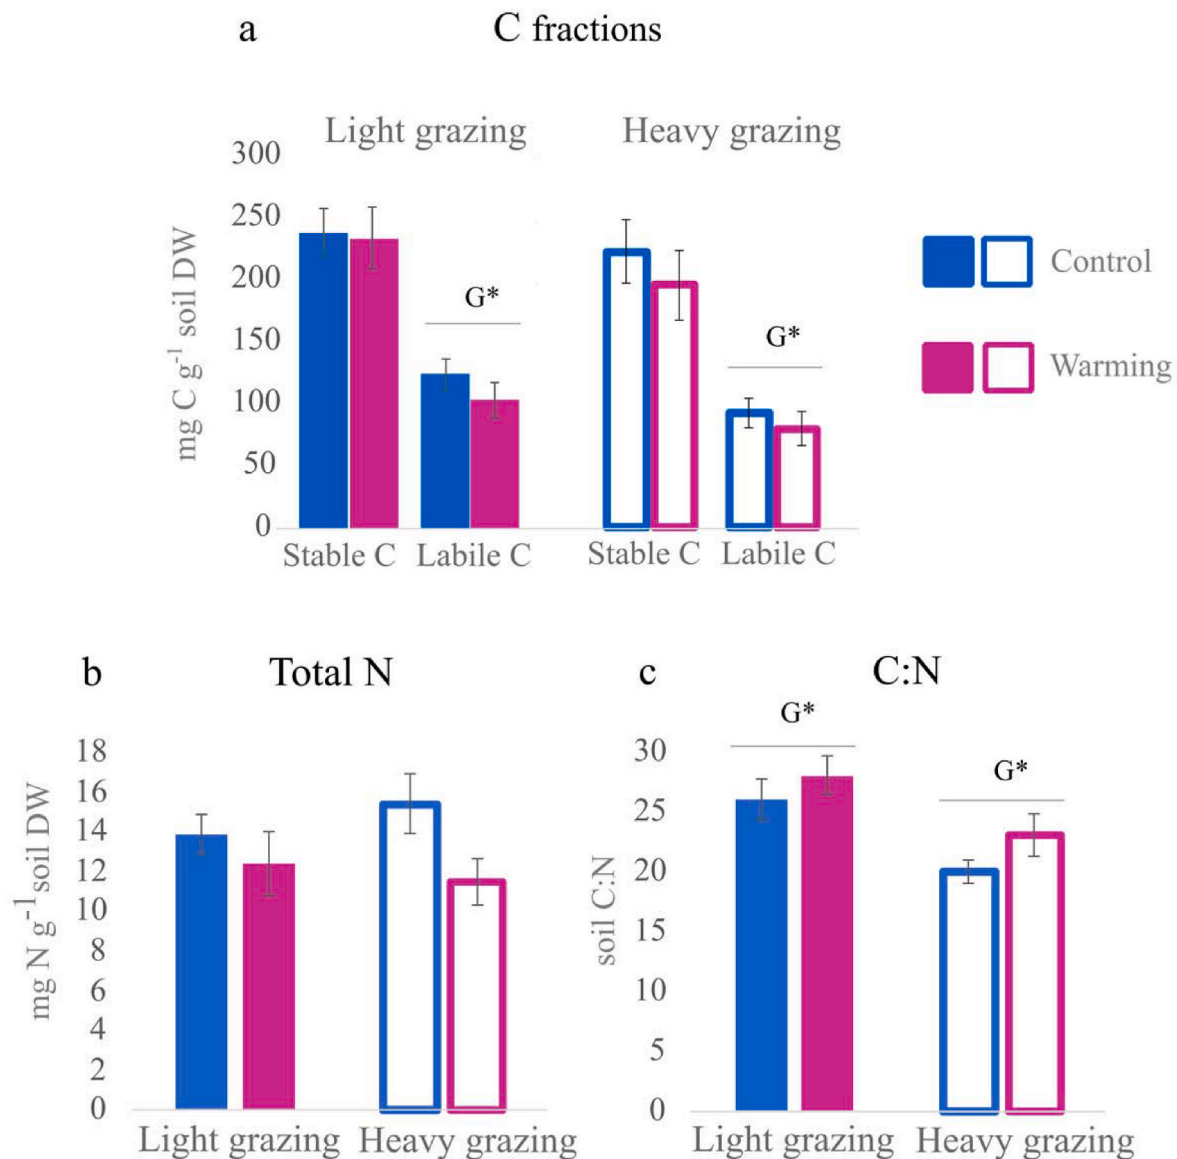 a C fractions
Light grazing Heavy grazing
300
250
200
150
100
50
0
mg C g⁻¹ soil DW
G*
G*
Stable C Labile C Stable C Labile C
Control
Warming
b Total N
18
16
14
12
10
8
6
4
2
0
mg N g⁻¹ soil DW
Light grazing Heavy grazing
c C:N
G*
G*
30
25
20
15
10
5
0
soil C:N
Light grazing Heavy grazing